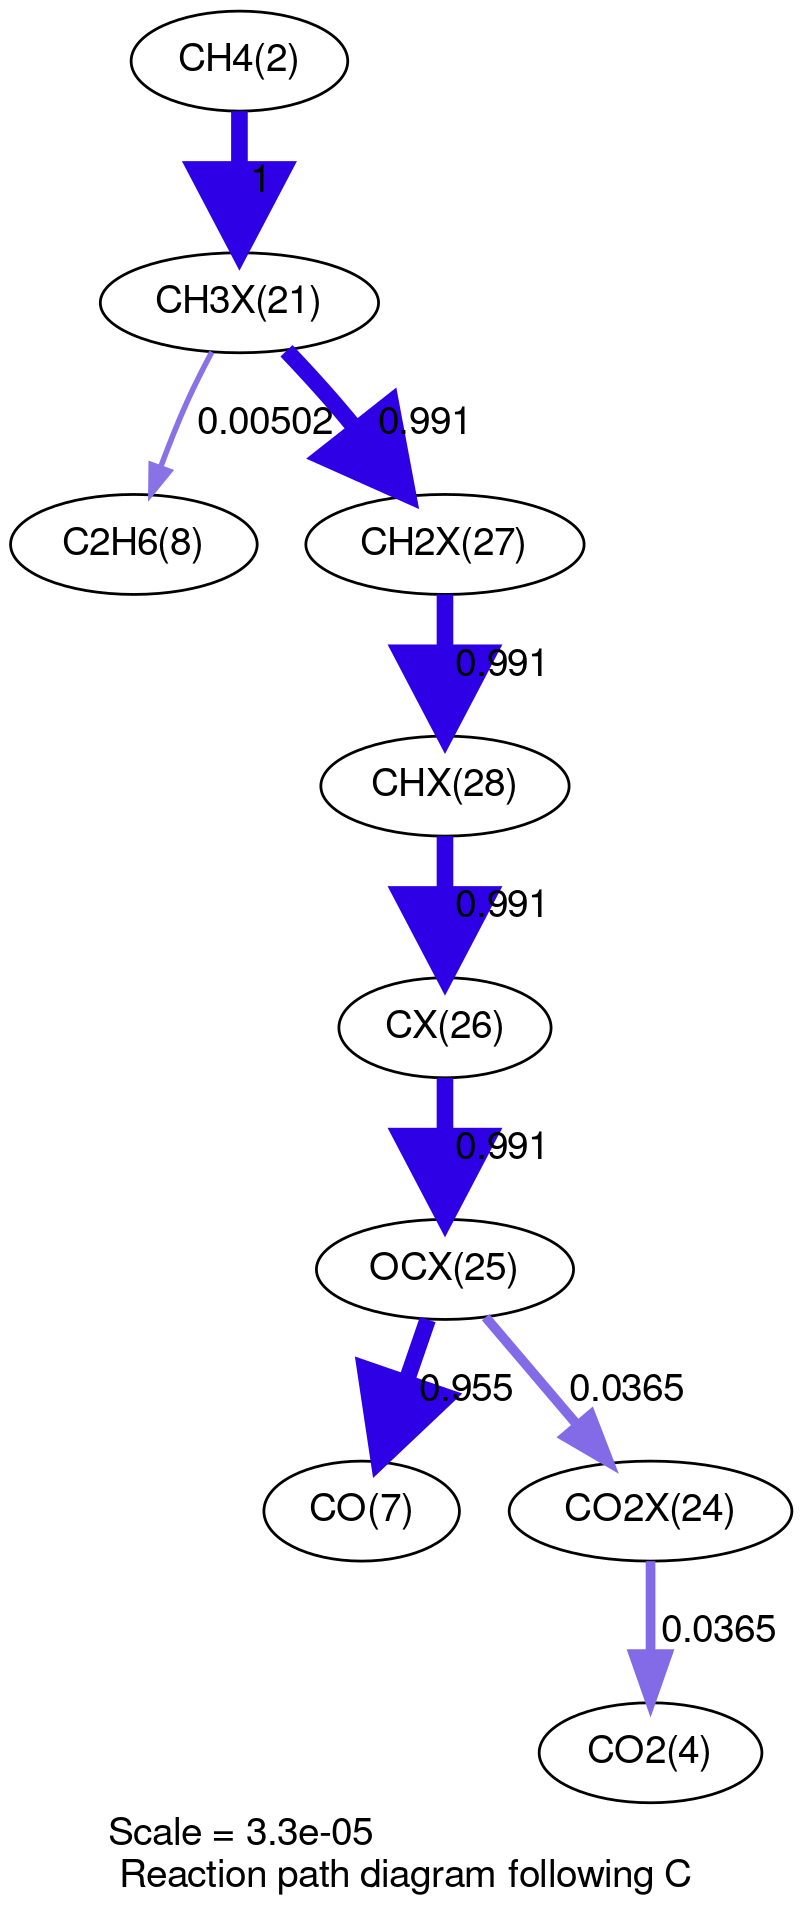 CH4(2)
1
CH3X(21)
0.00502
0.991
C2H6(8)
CH2X(27)
0.991
CHX(28)
0.991
CX(26)
0.991
OCX(25)
0.955
0.0365
CO(7)
CO2X(24)
0.0365
CO2(4)
Scale = 3.3e-05
Reaction path diagram following C